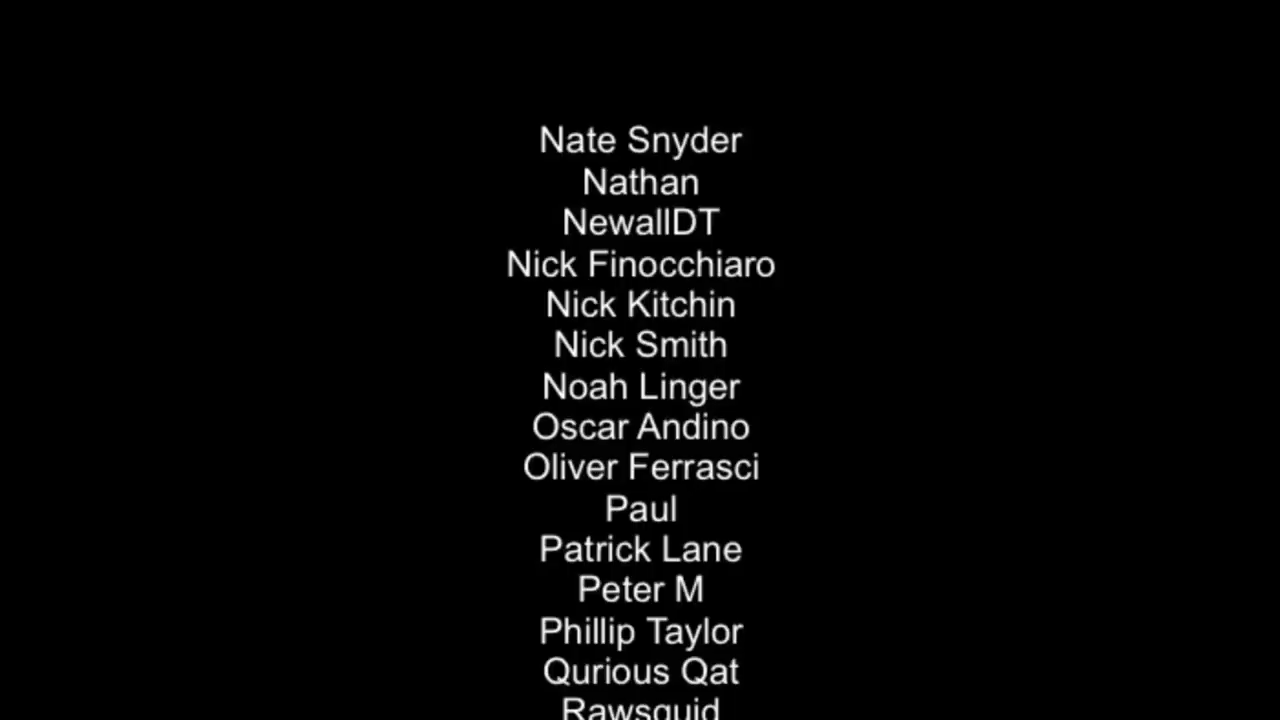 Nate Snyder
Nathan
NewallDT
Nick Finocchiaro
Nick Kitchin
Nick Smith
Noah Linger
Oscar Andino
Oliver Ferrasci
Paul
Patrick Lane
Peter M
Phillip Taylor
Qurious Qat
Rawsquid